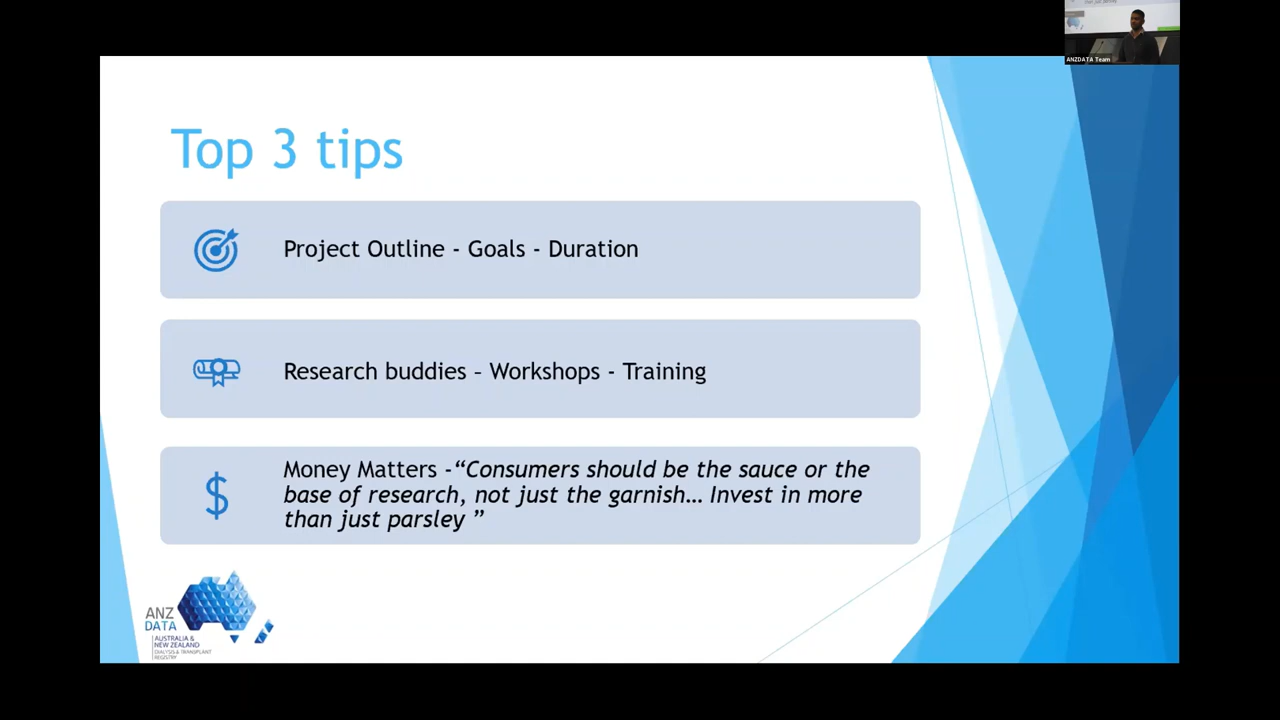 ANZDATA Team
Top 3 tips
Project Outline - Goals - Duration
Research buddies – Workshops - Training
Money Matters -“Consumers should be the sauce or the
base of research, not just the garnish… Invest in more
than just parsley ”
ANZ
DATA
AUSTRALIA &
NEW ZEALAND
DIALYSIS & TRANSPLANT
REGISTRY